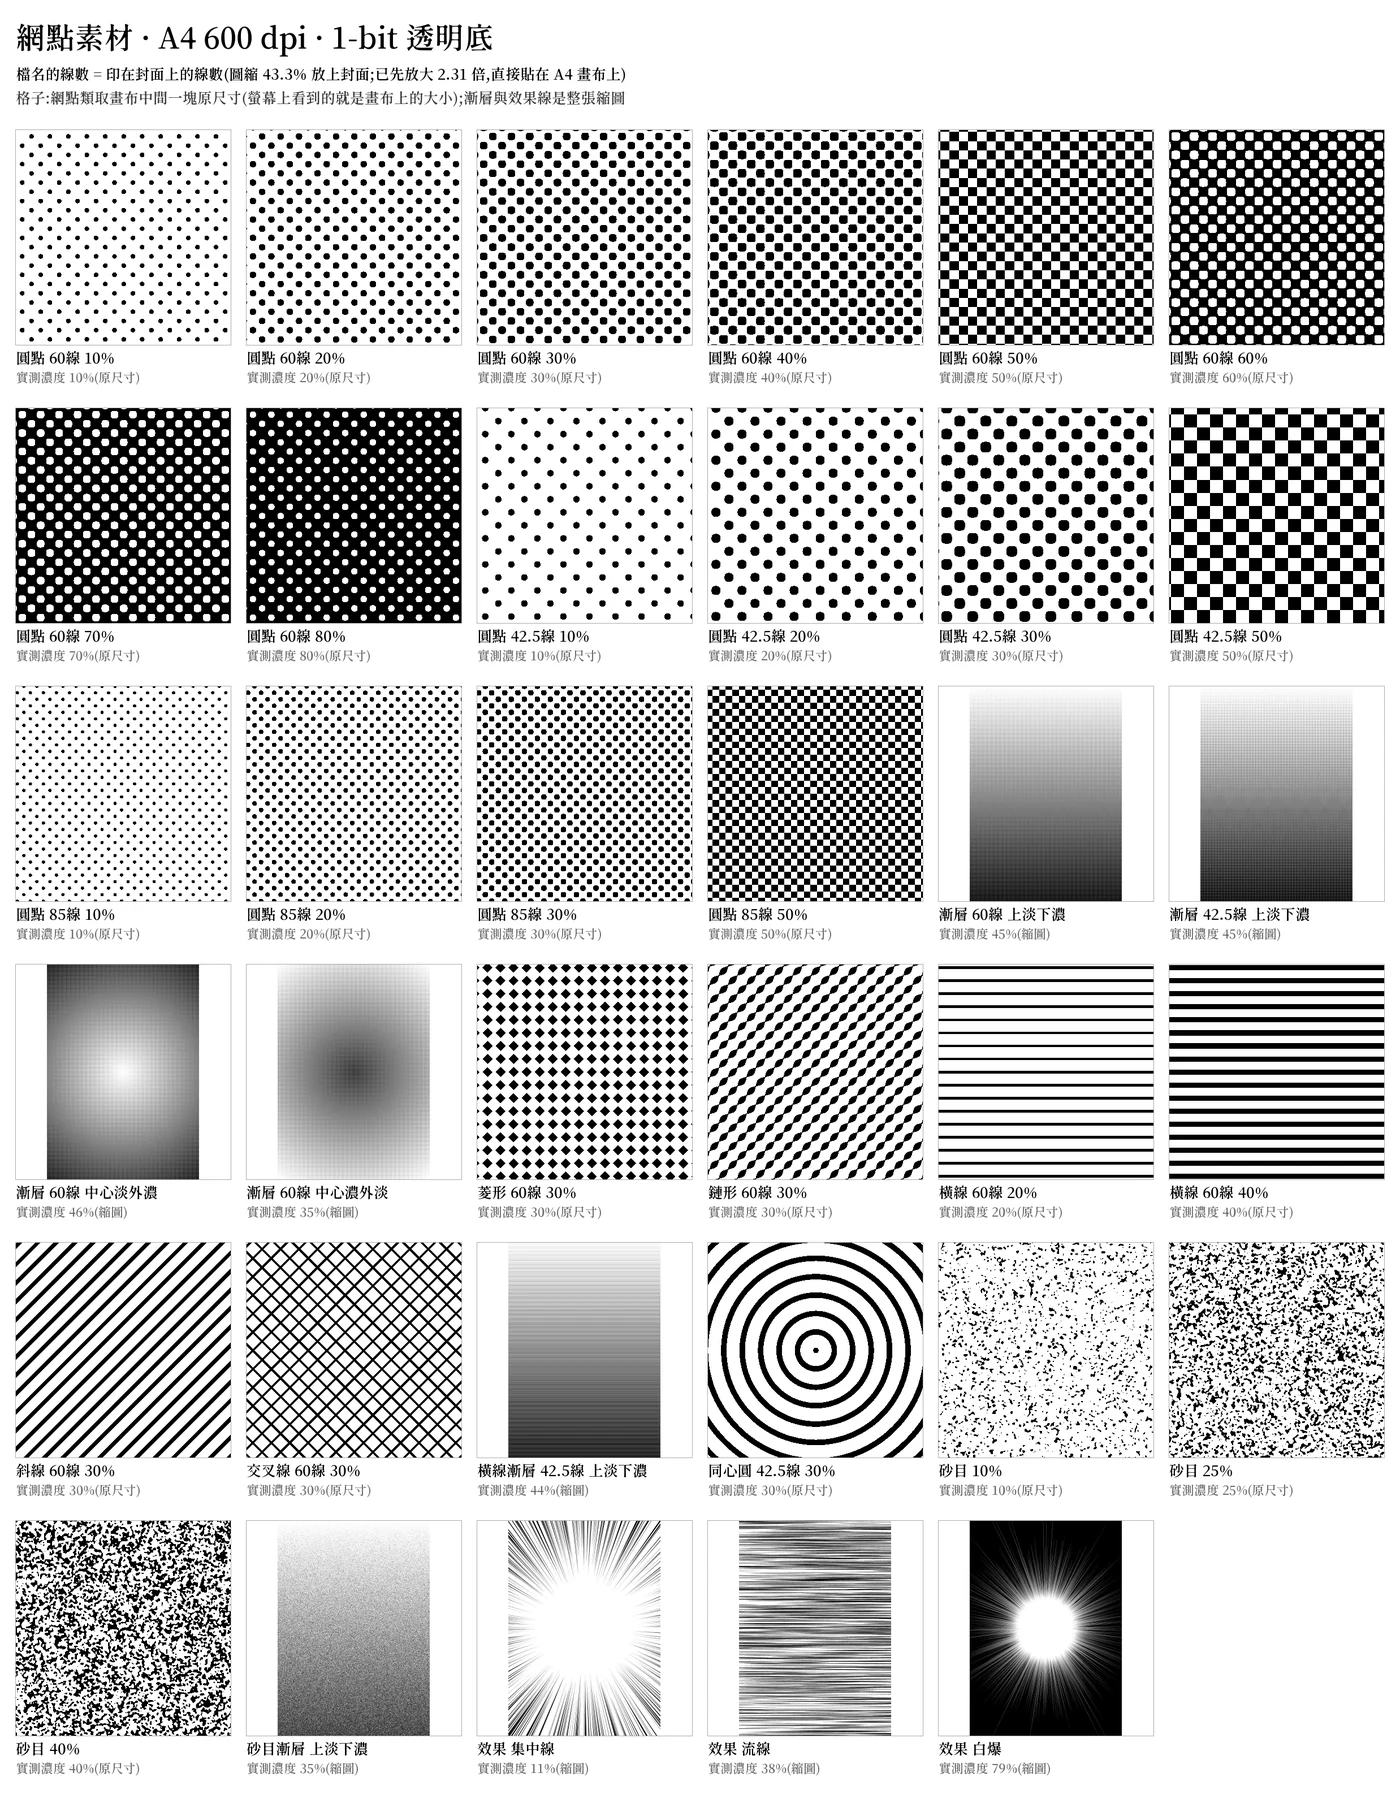 網點素材 · A4 600 dpi · 1-bit 透明底
檔名的線數 = 印在封面上的線數(圖縮 43.3% 放上封面;已先放大 2.31 倍,直接貼在 A4 畫布上)
格子:網點類取畫布中間一塊原尺寸(螢幕上看到的就是畫布上的大小);漸層與效果線是整張縮圖
圓點 60線 10%
實測濃度 10%(原尺寸)
圓點 60線 20%
實測濃度 20%(原尺寸)
圓點 60線 30%
實測濃度 30%(原尺寸)
圓點 60線 40%
實測濃度 40%(原尺寸)
圓點 60線 50%
實測濃度 50%(原尺寸)
圓點 60線 60%
實測濃度 60%(原尺寸)
圓點 60線 70%
實測濃度 70%(原尺寸)
圓點 60線 80%
實測濃度 80%(原尺寸)
圓點 42.5線 10%
實測濃度 10%(原尺寸)
圓點 42.5線 20%
實測濃度 20%(原尺寸)
圓點 42.5線 30%
實測濃度 30%(原尺寸)
圓點 42.5線 50%
實測濃度 50%(原尺寸)
圓點 85線 10%
實測濃度 10%(原尺寸)
圓點 85線 20%
實測濃度 20%(原尺寸)
圓點 85線 30%
實測濃度 30%(原尺寸)
圓點 85線 50%
實測濃度 50%(原尺寸)
漸層 60線 上淡下濃
實測濃度 45%(縮圖)
漸層 42.5線 上淡下濃
實測濃度 45%(縮圖)
漸層 60線 中心淡外濃
實測濃度 46%(縮圖)
漸層 60線 中心濃外淡
實測濃度 35%(縮圖)
菱形 60線 30%
實測濃度 30%(原尺寸)
鏈形 60線 30%
實測濃度 30%(原尺寸)
橫線 60線 20%
實測濃度 20%(原尺寸)
橫線 60線 40%
實測濃度 40%(原尺寸)
斜線 60線 30%
實測濃度 30%(原尺寸)
交叉線 60線 30%
實測濃度 30%(原尺寸)
橫線漸層 42.5線 上淡下濃
實測濃度 44%(縮圖)
同心圓 42.5線 30%
實測濃度 30%(原尺寸)
砂目 10%
實測濃度 10%(原尺寸)
砂目 25%
實測濃度 25%(原尺寸)
砂目 40%
實測濃度 40%(原尺寸)
砂目漸層 上淡下濃
實測濃度 35%(縮圖)
效果 集中線
實測濃度 11%(縮圖)
效果 流線
實測濃度 38%(縮圖)
效果 白爆
實測濃度 79%(縮圖)